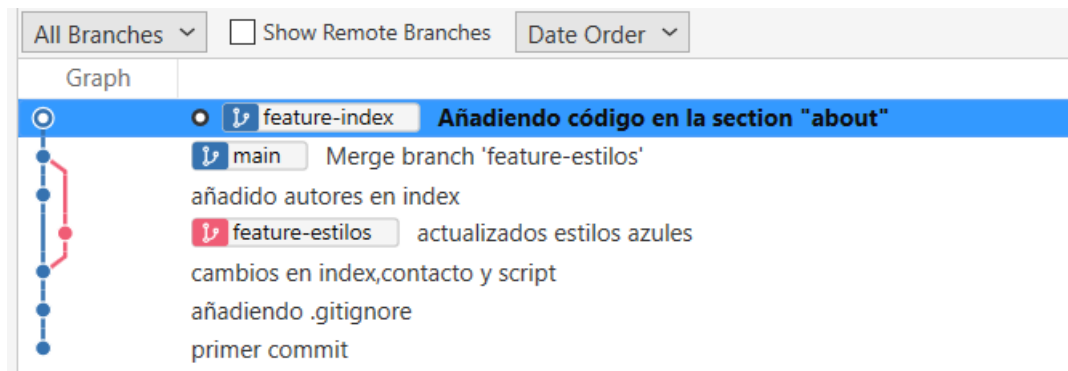 All Branches Show Remote Branches Date Order
Graph
feature-index Añadiendo código en la section "about"
main Merge branch 'feature-estilos'
añadido autores en index
feature-estilos actualizados estilos azules
cambios en index,contacto y script
añadiendo .gitignore
primer commit